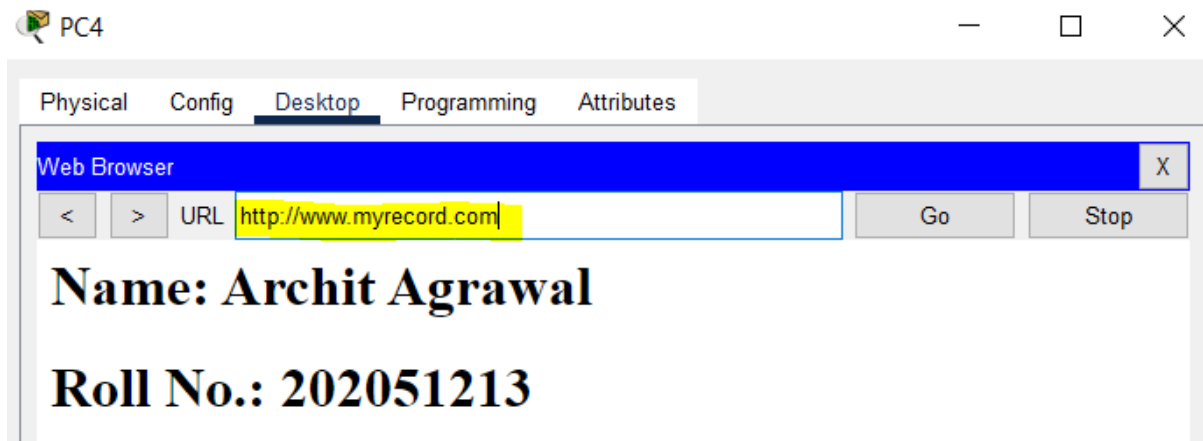 PC4
Physical Config Desktop Programming Attributes
Web Browser X
< > URL http://www.myrecord.com Go Stop
Name: Archit Agrawal
Roll No.: 202051213